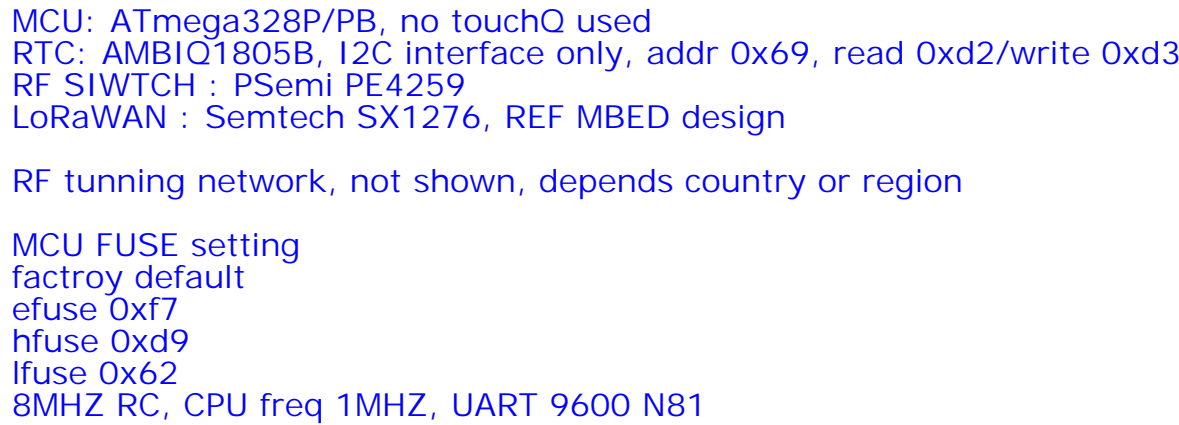 MCU: ATmega328P/PB, no touchQ used
RTC: AMBIQ1805B, I2C interface only, addr 0x69, read 0xd2/write 0xd3
RF SIWTCH : PSemi PE4259
LoRaWAN : Semtech SX1276, REF MBED design
RF tunning network, not shown, depends country or region
MCU FUSE setting
factroy default
efuse 0xf7
hfuse 0xd9
lfuse 0x62
8MHZ RC, CPU freq 1MHZ, UART 9600 N81